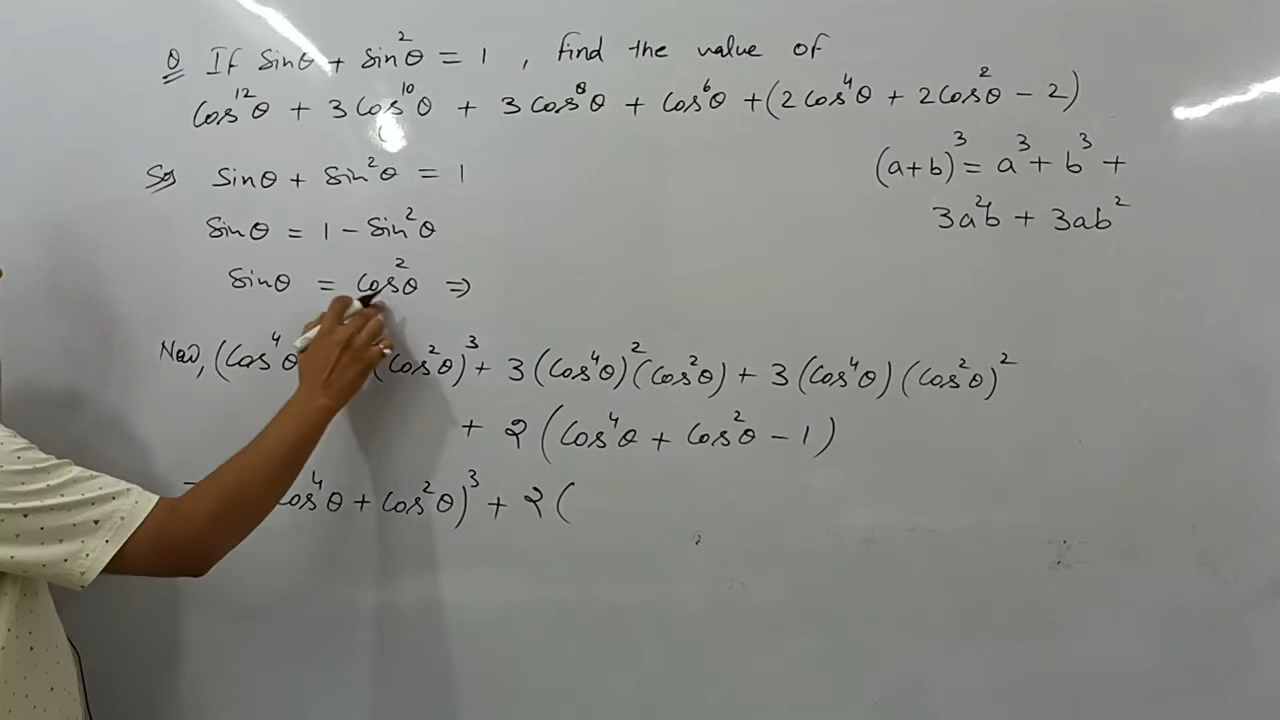 Q If Sinθ + Sin²θ = 1 , find the value of
Cos¹²θ + 3Cos¹⁰θ + 3Cos⁸θ + Cos⁶θ + (2Cos⁴θ + 2Cos²θ - 2)
Sol Sinθ + Sin²θ = 1
(a+b)³ = a³ + b³ +
3a²b + 3ab²
Sinθ = 1 - Sin²θ
Sinθ = Cos²θ ⇒
Now, (Cos⁴θ (Cos²θ)³ + 3(Cos⁴θ)²(Cos²θ) + 3(Cos⁴θ)(Cos²θ)²
+ 2(Cos⁴θ + Cos²θ - 1)
Cos⁴θ + Cos²θ)³ + 2(